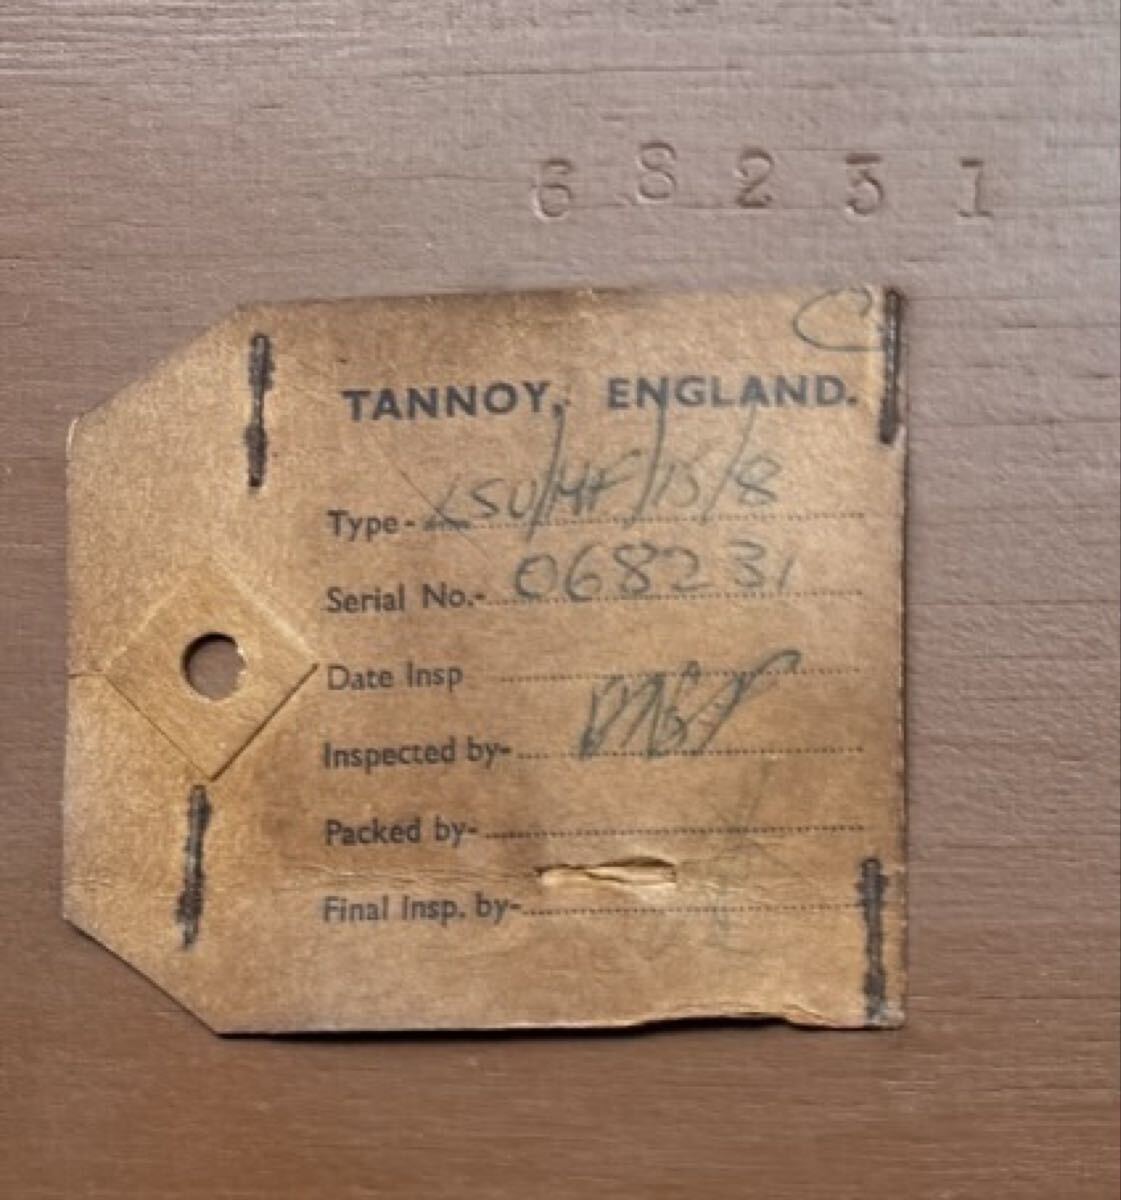 68231
TANNOY, ENGLAND.
Type- LSU/HF/15/8
Serial No.- 068231
Date Insp
Inspected by-
Packed by-
Final Insp. by-